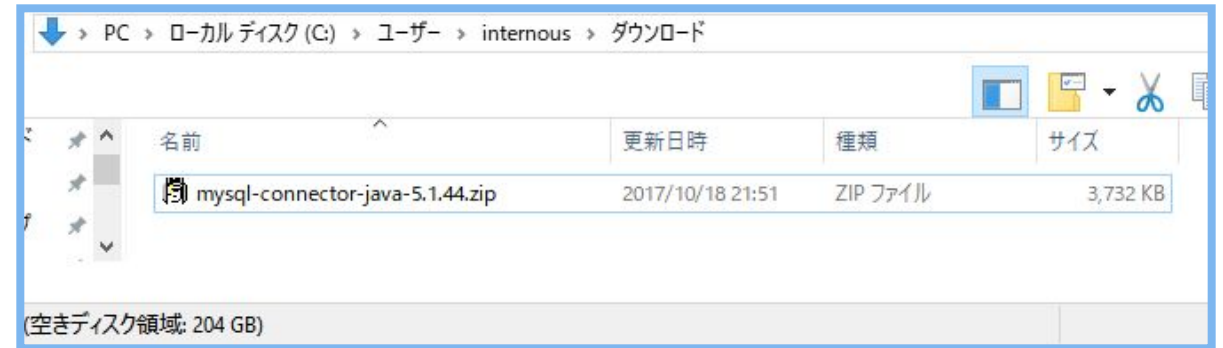 PC › ローカル ディスク (C:) › ユーザー › internous › ダウンロード
名前 更新日時 種類 サイズ
mysql-connector-java-5.1.44.zip 2017/10/18 21:51 ZIP ファイル 3,732 KB
(空きディスク領域: 204 GB)